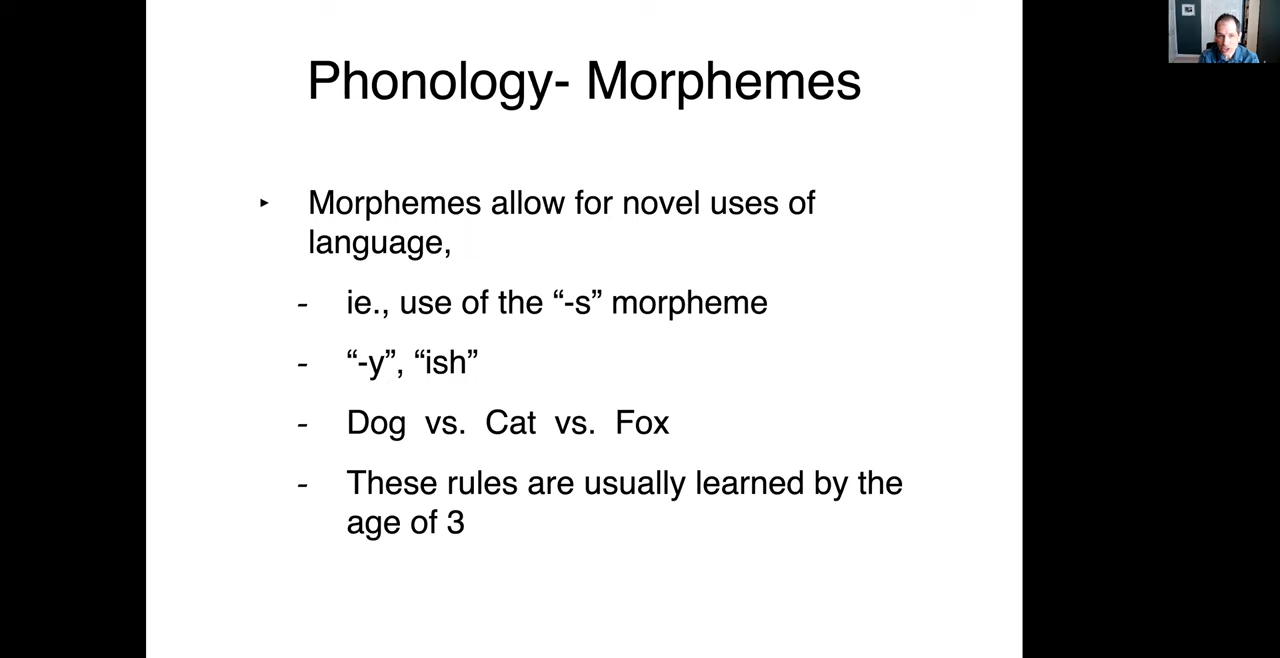 Phonology- Morphemes
‣ Morphemes allow for novel uses of
language,
- ie., use of the “-s” morpheme
- “-y”, “ish”
- Dog vs. Cat vs. Fox
- These rules are usually learned by the
age of 3